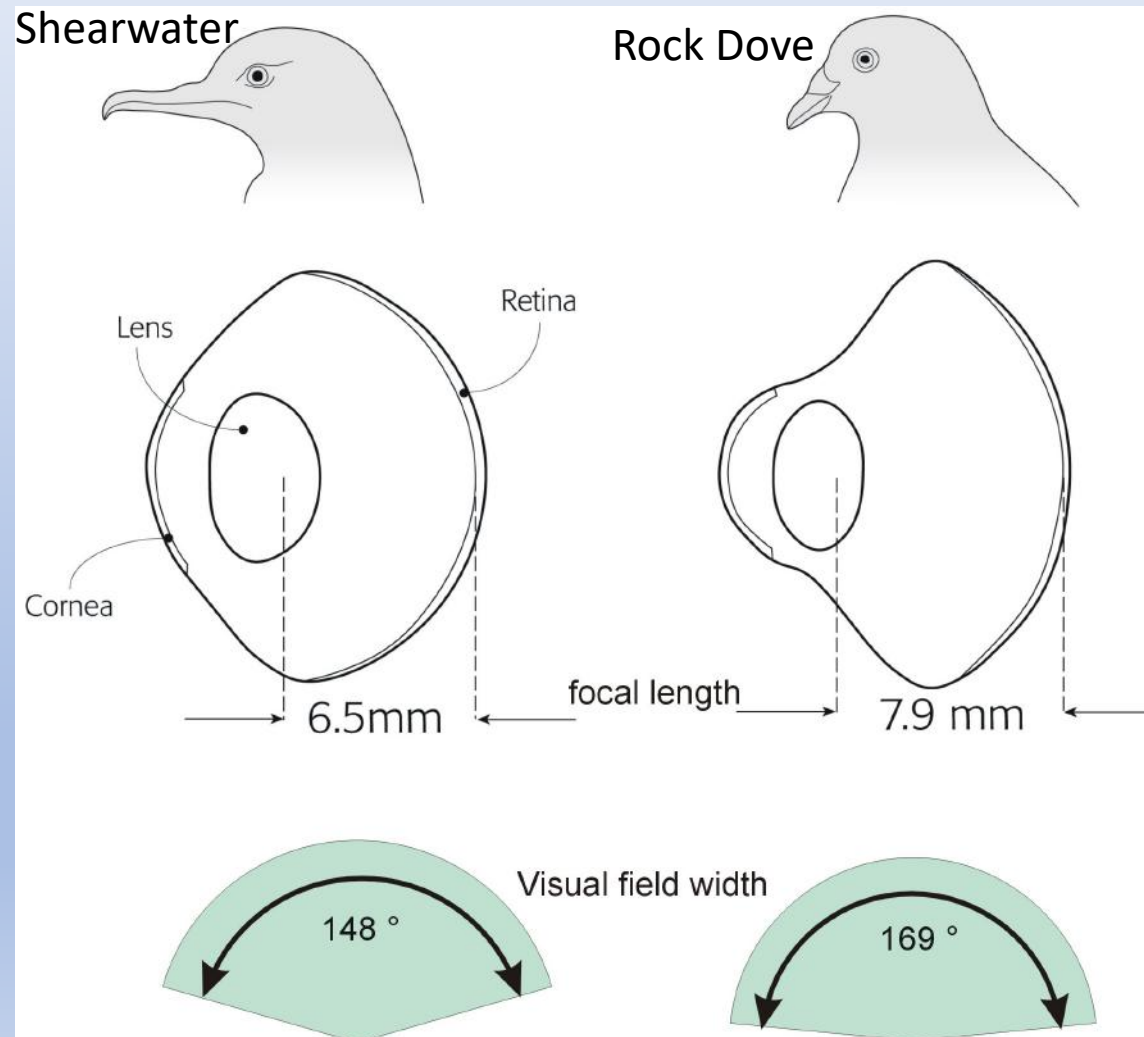 Shearwater
Rock Dove
Lens
Retina
Cornea
focal length
6.5mm
7.9 mm
Visual field width
148 °
169 °